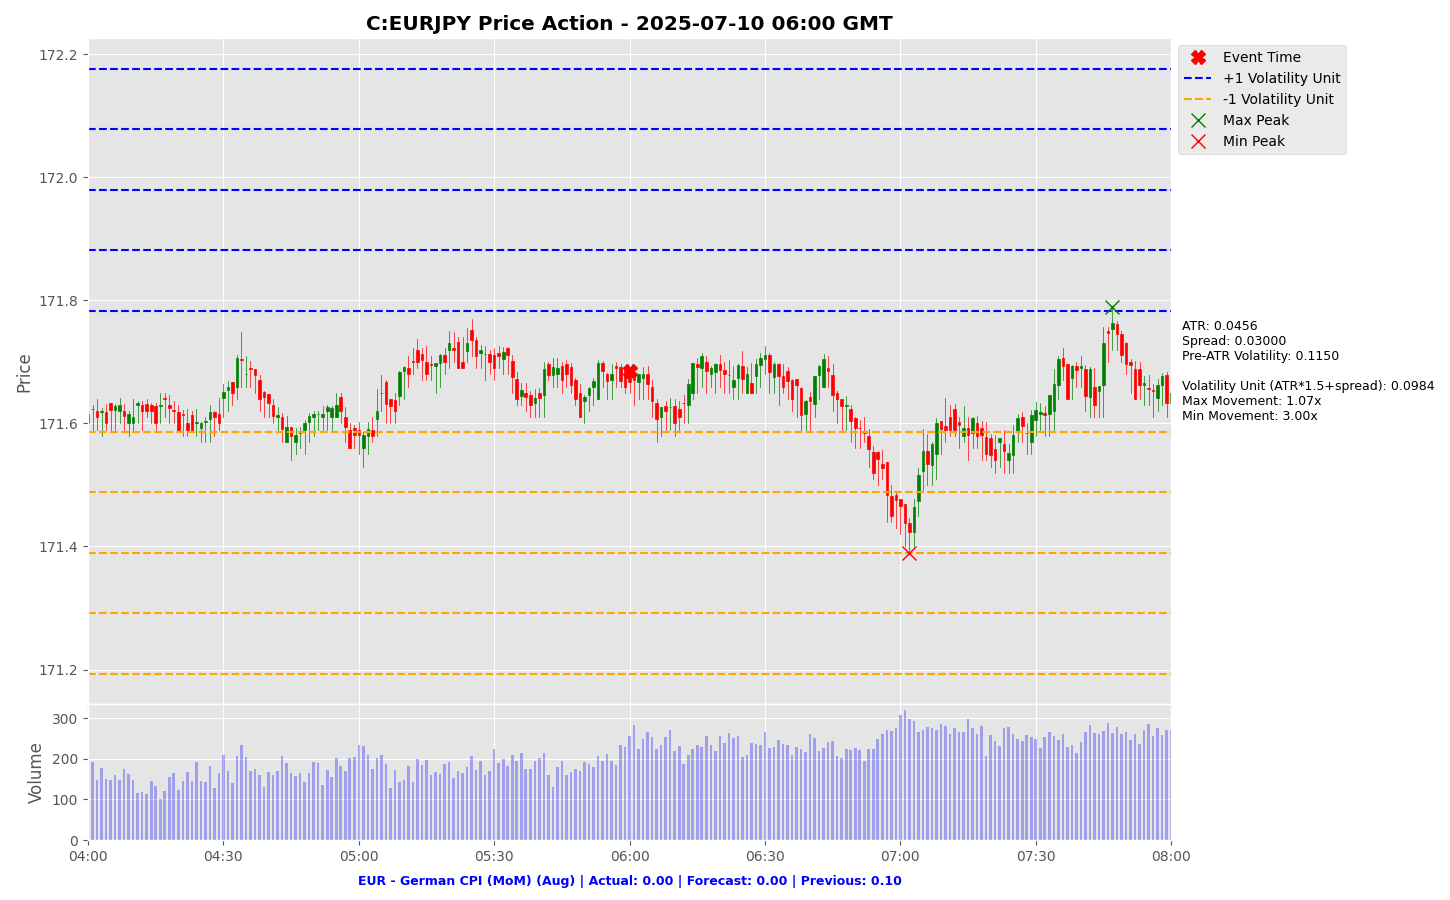 C:EURJPY Price Action - 2025-07-10 06:00 GMT
172.2
172.0
171.8
171.6
171.4
171.2
Price
Event Time
+1 Volatility Unit
-1 Volatility Unit
Max Peak
Min Peak
ATR: 0.0456
Spread: 0.03000
Pre-ATR Volatility: 0.1150
Volatility Unit (ATR*1.5+spread): 0.0984
Max Movement: 1.07x
Min Movement: 3.00x
300
200
100
0
Volume
04:00 04:30 05:00 05:30 06:00 06:30 07:00 07:30 08:00
EUR - German CPI (MoM) (Aug) | Actual: 0.00 | Forecast: 0.00 | Previous: 0.10